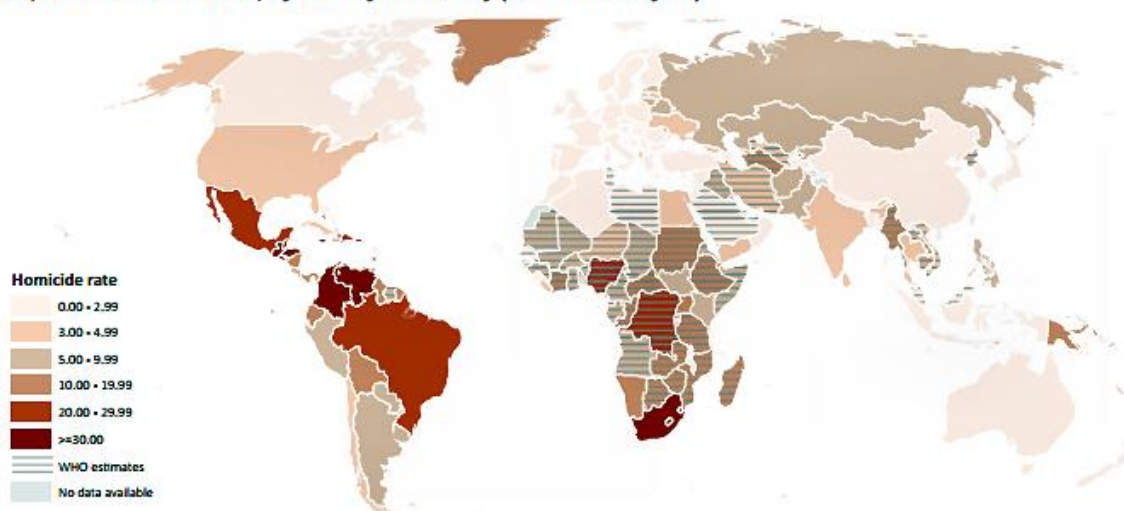 Homicide rate
0.00 - 2.99
3.00 - 4.99
5.00 - 9.99
10.00 - 19.99
20.00 - 29.99
>=30.00
WHO estimates
No data available